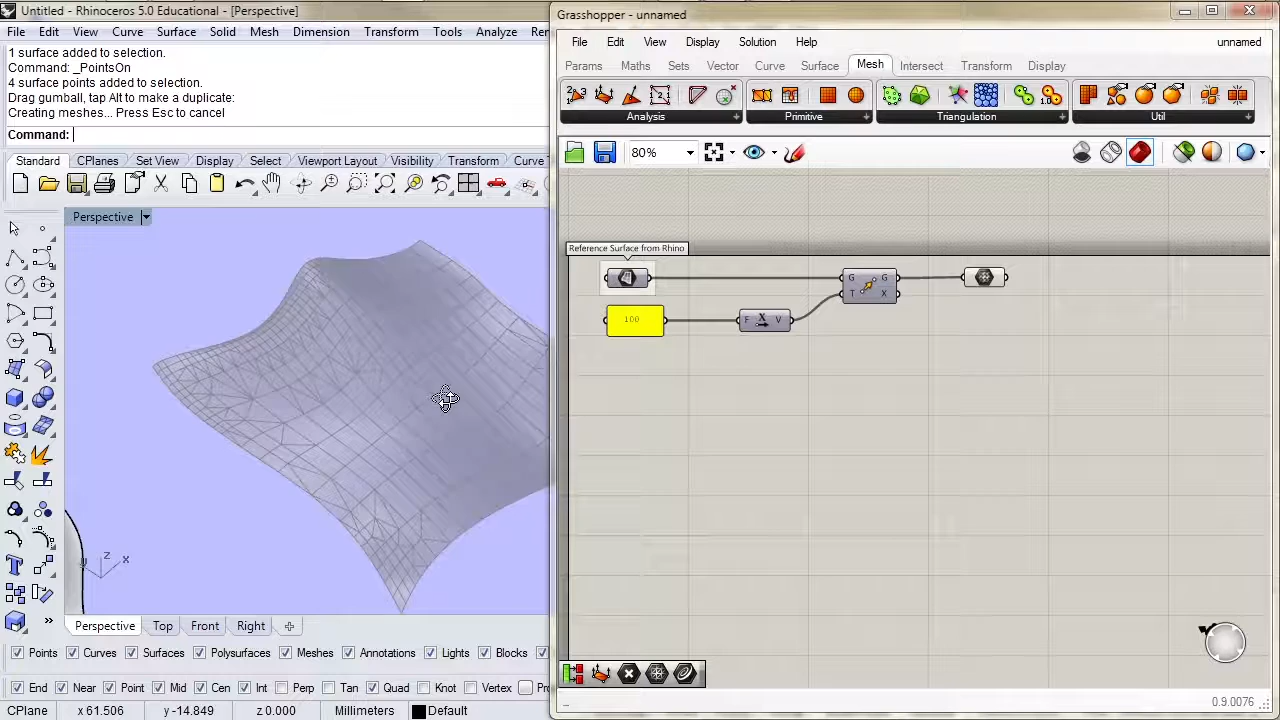 Untitled - Rhinoceros 5.0 Educational - [Perspective]
File Edit View Curve Surface Solid Mesh Dimension Transform Tools Analyze Ren
1 surface added to selection.
Command: _PointsOn
4 surface points added to selection.
Drag gumball, tap Alt to make a duplicate:
Creating meshes... Press Esc to cancel
Command:
Standard CPlanes Set View Display Select Viewport Layout Visibility Transform Curve
Perspective
z x
Perspective Top Front Right
Points Curves Surfaces Polysurfaces Meshes Annotations Lights Blocks
End Near Point Mid Cen Int Perp Tan Quad Knot Vertex Pro
CPlane x 61.506 y -14.849 z 0.000 Millimeters Default
Grasshopper - unnamed
File Edit View Display Solution Help unnamed
Params Maths Sets Vector Curve Surface Mesh Intersect Transform Display
Analysis Primitive Triangulation Util
80%
Reference Surface from Rhino
G G
T X
100
F X V
0.9.0076